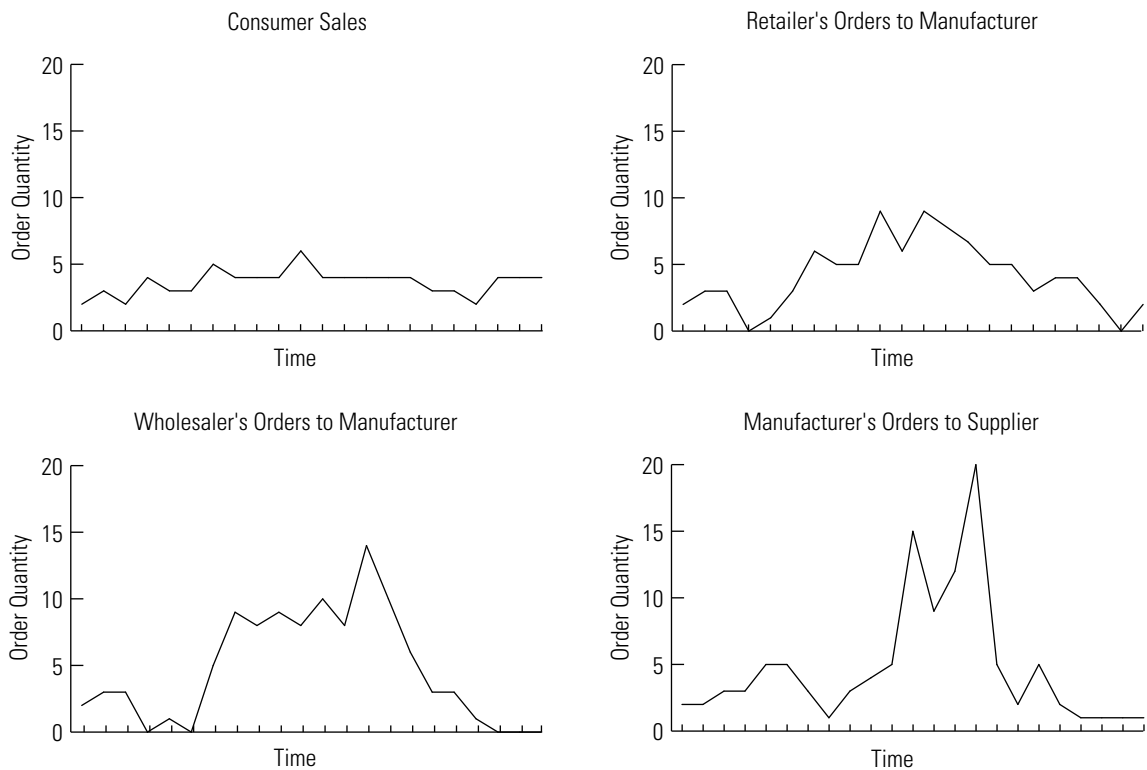 Consumer Sales
20
15
10
5
0
Order Quantity
Time
Retailer's Orders to Manufacturer
20
15
10
5
0
Order Quantity
Time
Wholesaler's Orders to Manufacturer
20
15
10
5
0
Order Quantity
Time
Manufacturer's Orders to Supplier
20
15
10
5
0
Order Quantity
Time